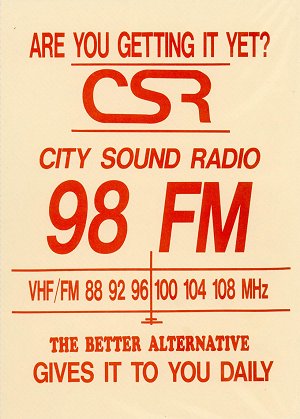 ARE YOU GETTING IT YET?
CSR
CITY SOUND RADIO
98 FM
VHF/FM 88 92 96 100 104 108 MHz
THE BETTER ALTERNATIVE
GIVES IT TO YOU DAILY